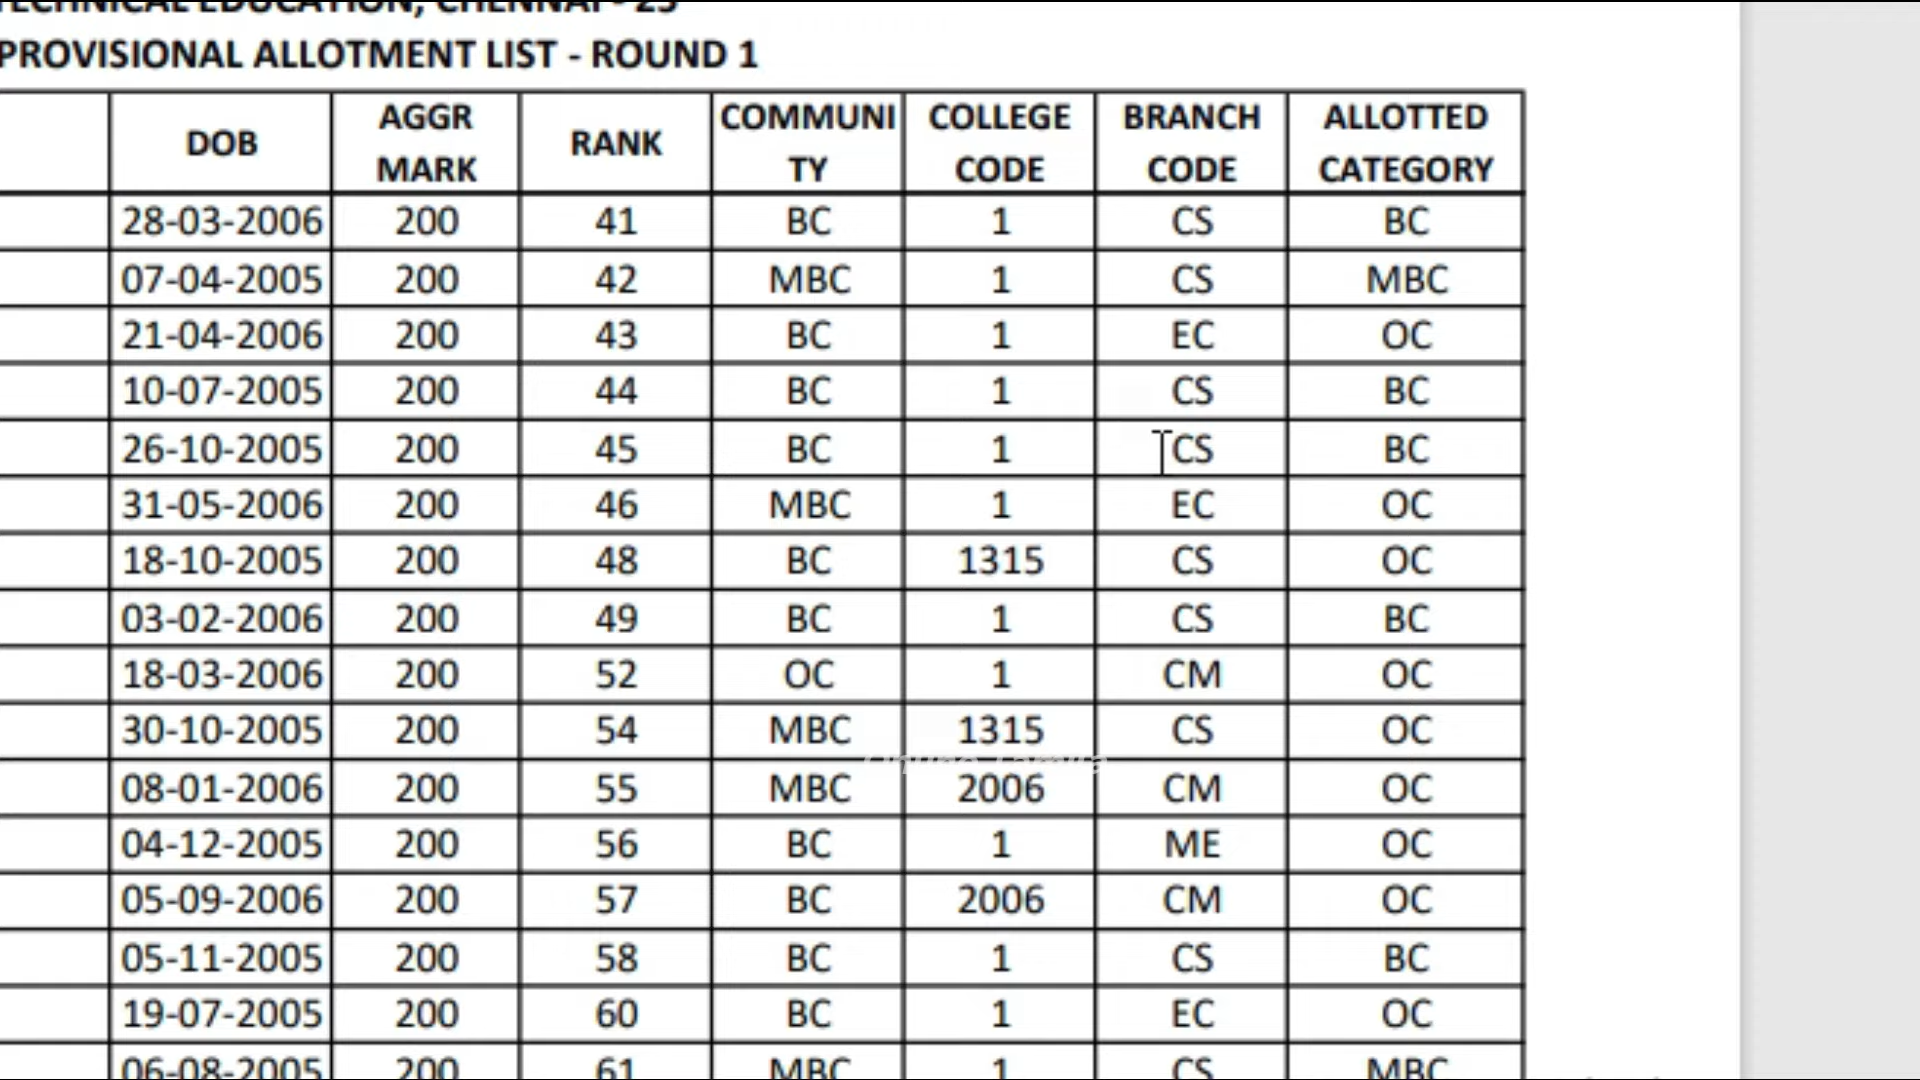 TECHNICAL EDUCATION, CHENNAI - 25
PROVISIONAL ALLOTMENT LIST - ROUND 1
DOB AGGR MARK RANK COMMUNITY COLLEGE CODE BRANCH CODE ALLOTTED CATEGORY
28-03-2006 200 41 BC 1 CS BC
07-04-2005 200 42 MBC 1 CS MBC
21-04-2006 200 43 BC 1 EC OC
10-07-2005 200 44 BC 1 CS BC
26-10-2005 200 45 BC 1 CS BC
31-05-2006 200 46 MBC 1 EC OC
18-10-2005 200 48 BC 1315 CS OC
03-02-2006 200 49 BC 1 CS BC
18-03-2006 200 52 OC 1 CM OC
30-10-2005 200 54 MBC 1315 CS OC
08-01-2006 200 55 MBC 2006 CM OC
04-12-2005 200 56 BC 1 ME OC
05-09-2006 200 57 BC 2006 CM OC
05-11-2005 200 58 BC 1 CS BC
19-07-2005 200 60 BC 1 EC OC
06-08-2005 200 61 MBC 1 CS MBC